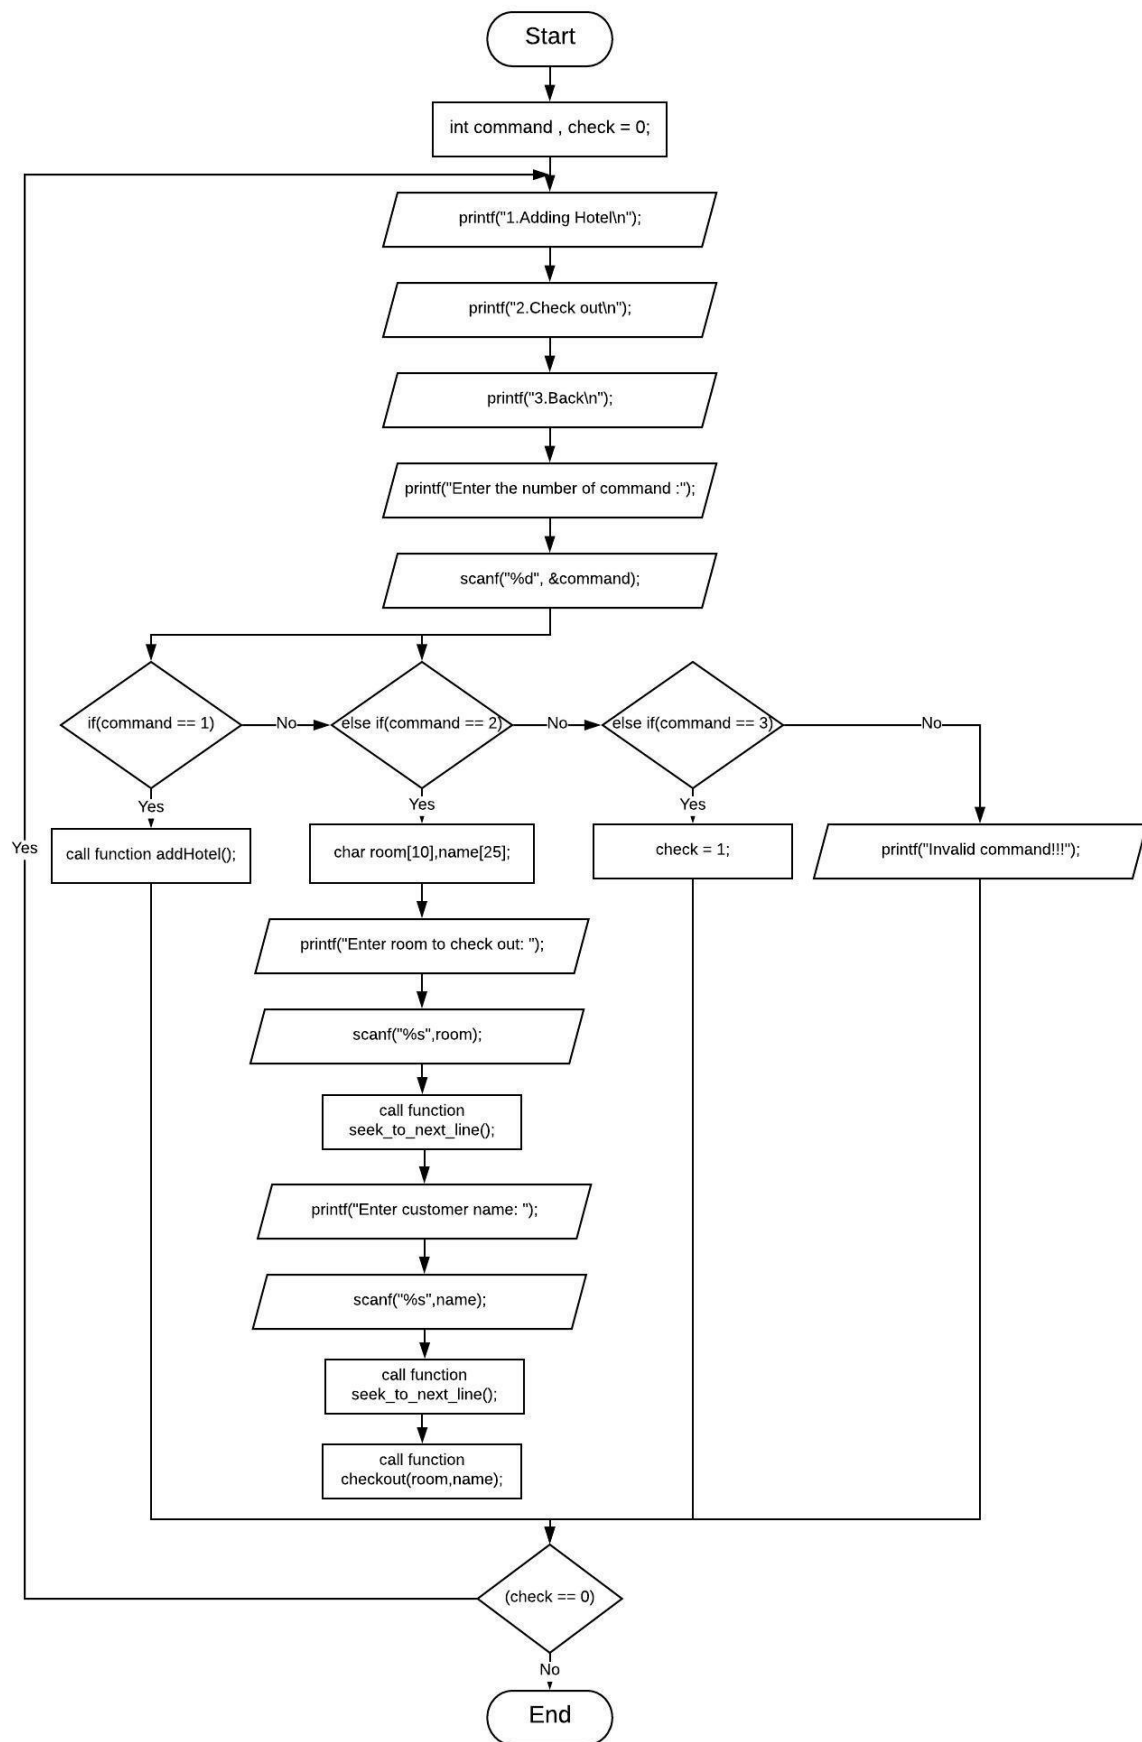 Start
int command , check = 0;
printf("1.Adding Hotel\n");
printf("2.Check out\n");
printf("3.Back\n");
printf("Enter the number of command :");
scanf("%d", &command);
if(command == 1)
No
else if(command == 2)
No
else if(command == 3)
No
Yes
Yes
Yes
Yes
call function addHotel();
char room[10],name[25];
check = 1;
printf("Invalid command!!!");
printf("Enter room to check out: ");
scanf("%s",room);
call function
seek_to_next_line();
printf("Enter customer name: ");
scanf("%s",name);
call function
seek_to_next_line();
call function
checkout(room,name);
(check == 0)
No
End